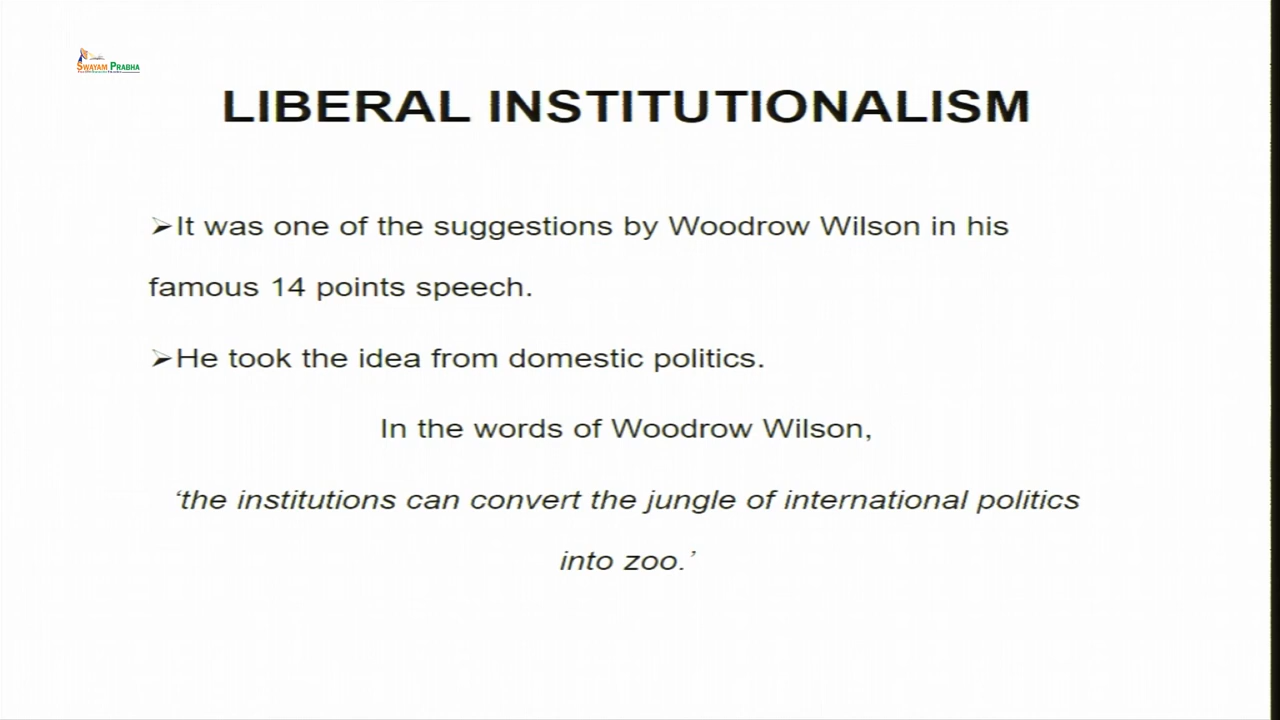 SWAYAM PRABHA
LIBERAL INSTITUTIONALISM
➢It was one of the suggestions by Woodrow Wilson in his
famous 14 points speech.
➢He took the idea from domestic politics.
In the words of Woodrow Wilson,
‘the institutions can convert the jungle of international politics
into zoo.’